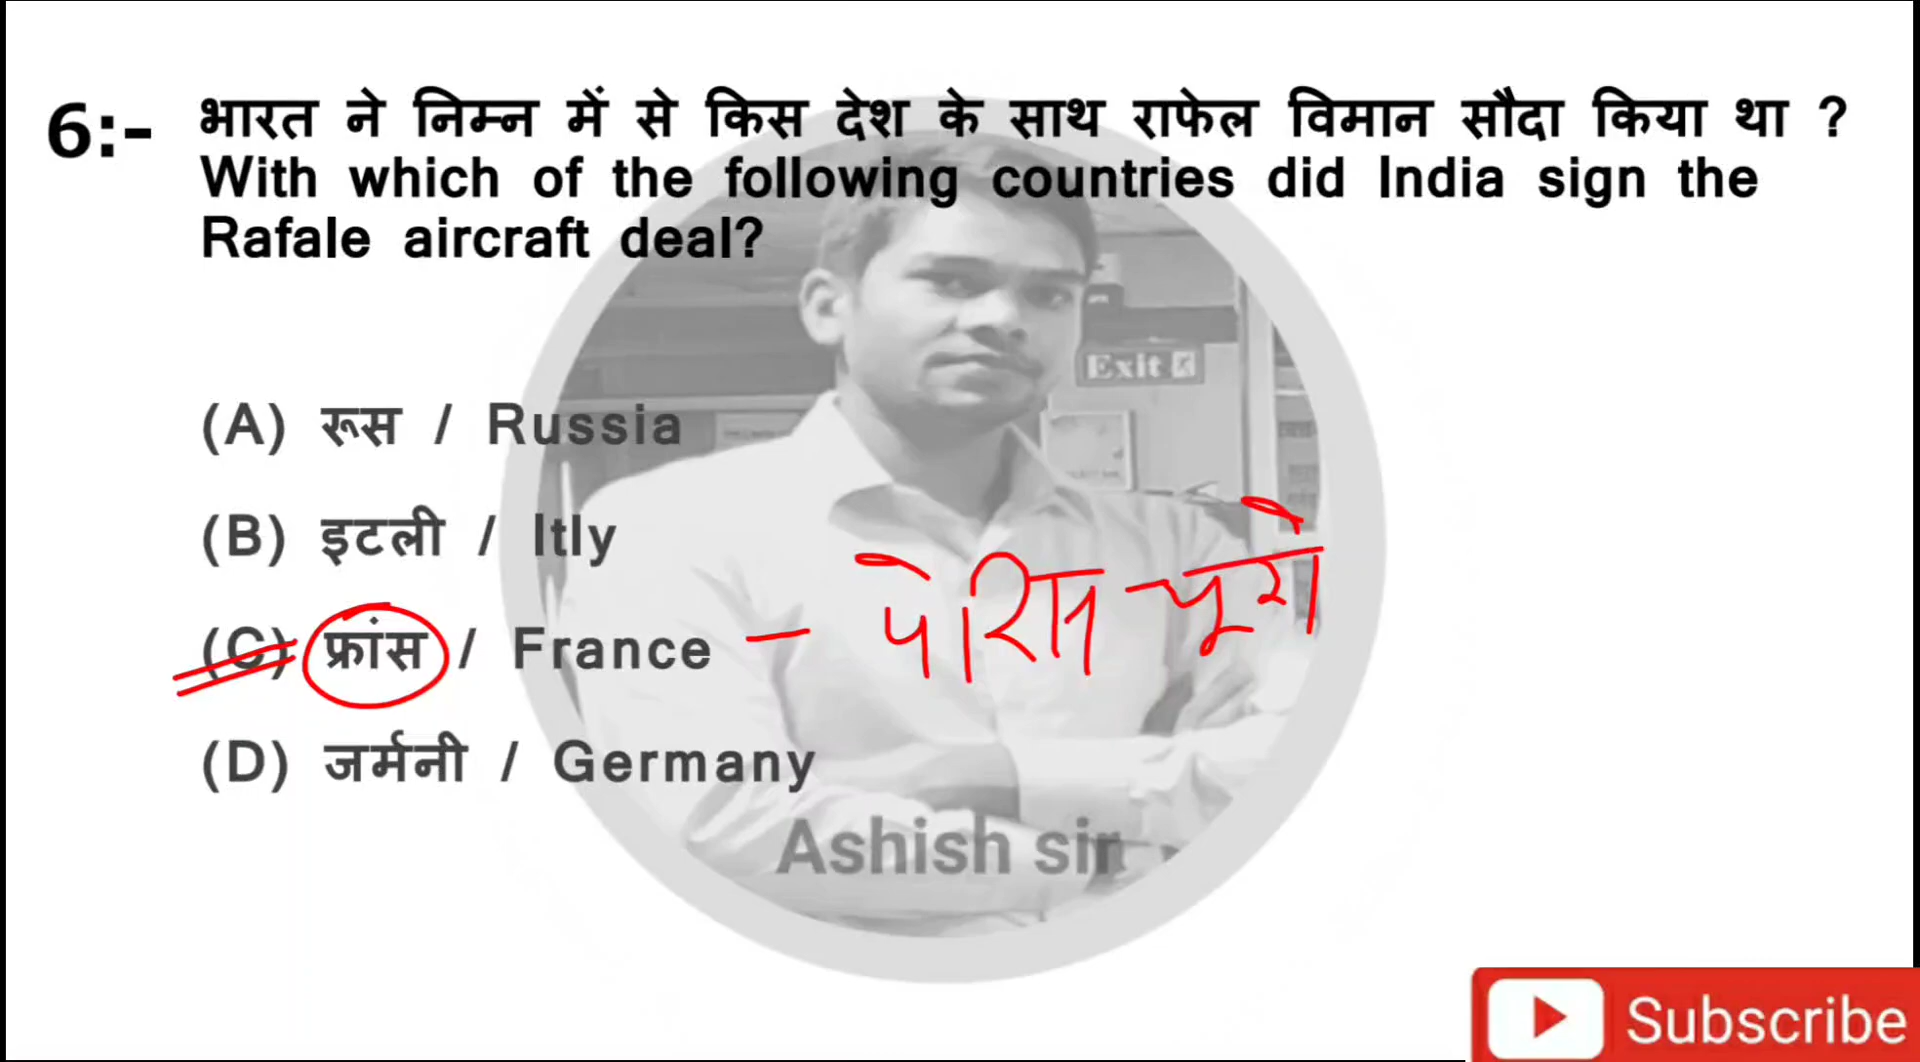 6:- भारत ने निम्न में से किस देश के साथ राफेल विमान सौदा किया था ?
With which of the following countries did India sign the
Rafale aircraft deal?
Exit
(A) रूस / Russia
(B) इटली / Itly
(C) फ्रांस / France - पेरिस - यूरो
(D) जर्मनी / Germany
Ashish sir
Subscribe